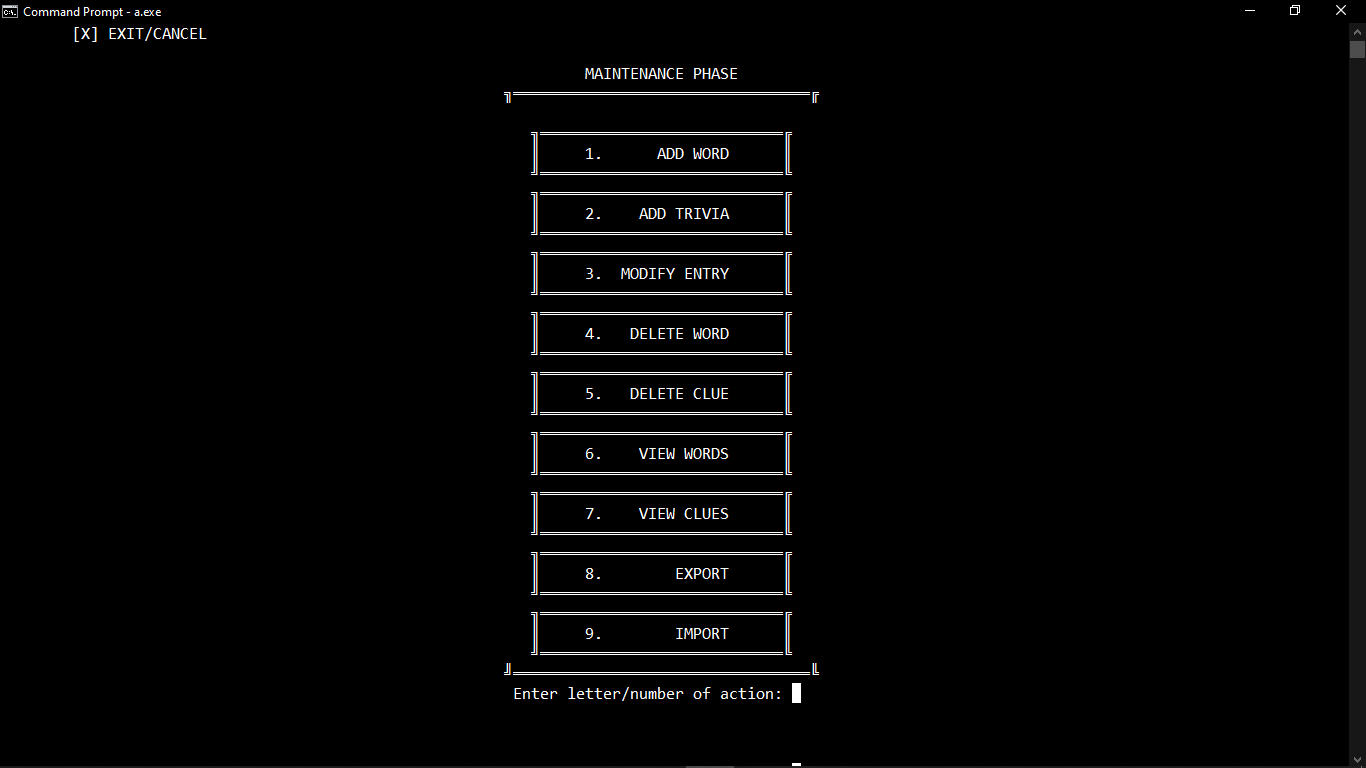 Command Prompt - a.exe
[X] EXIT/CANCEL
MAINTENANCE PHASE
1. ADD WORD
2. ADD TRIVIA
3. MODIFY ENTRY
4. DELETE WORD
5. DELETE CLUE
6. VIEW WORDS
7. VIEW CLUES
8. EXPORT
9. IMPORT
Enter letter/number of action: